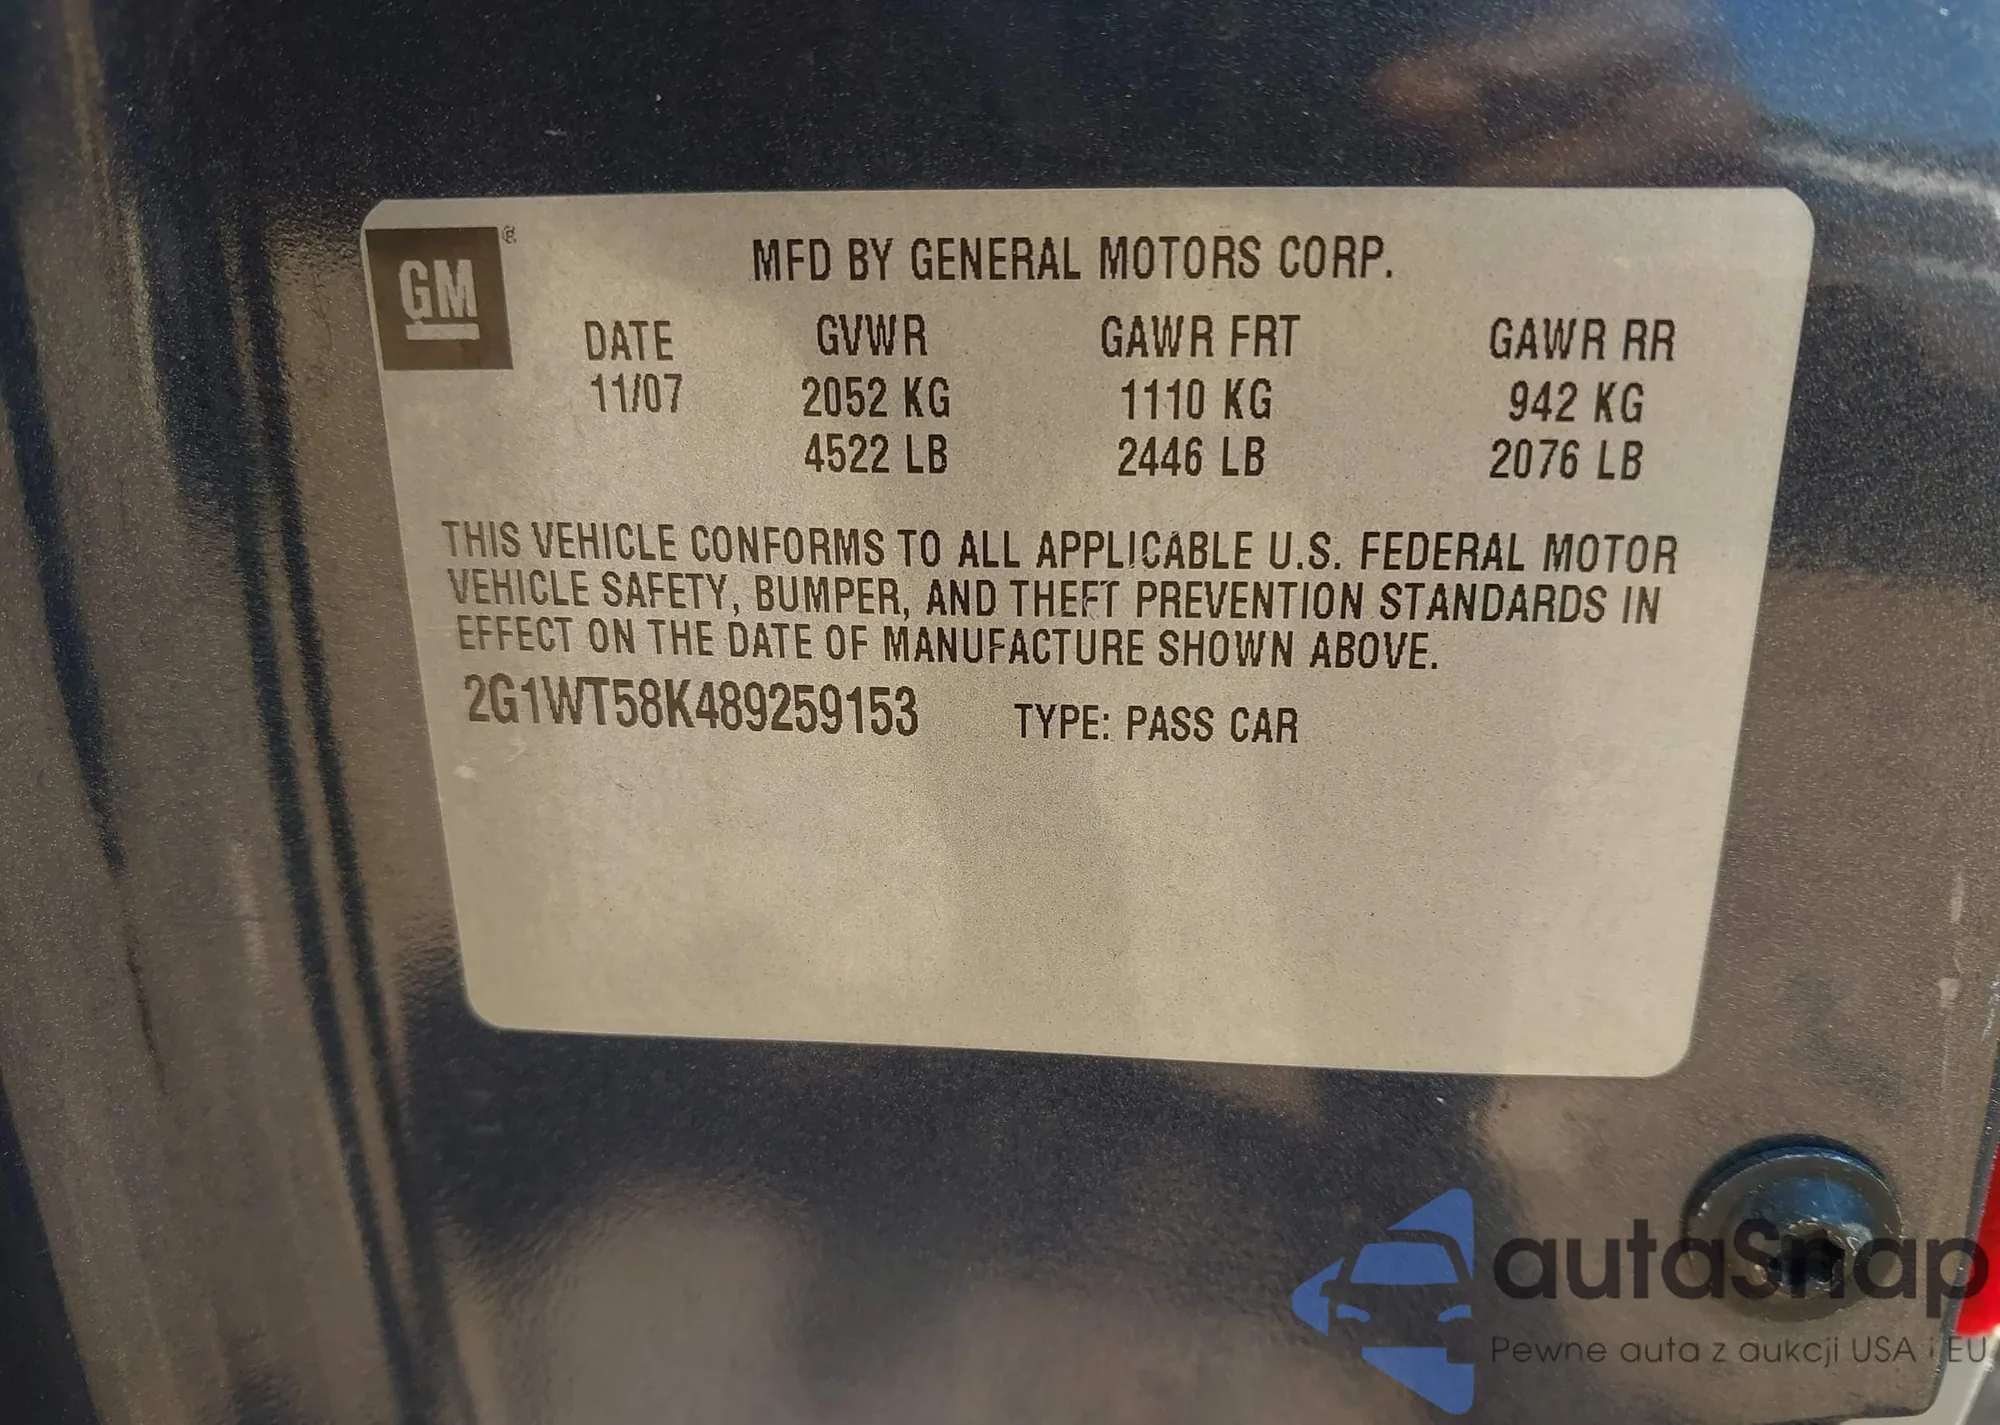 GM ®
MFD BY GENERAL MOTORS CORP.
DATE GVWR GAWR FRT GAWR RR
11/07 2052 KG 1110 KG 942 KG
4522 LB 2446 LB 2076 LB
THIS VEHICLE CONFORMS TO ALL APPLICABLE U.S. FEDERAL MOTOR
VEHICLE SAFETY, BUMPER, AND THEFT PREVENTION STANDARDS IN
EFFECT ON THE DATE OF MANUFACTURE SHOWN ABOVE.
2G1WT58K489259153 TYPE: PASS CAR
autaSnap
Pewne auta z aukcji USA i EU